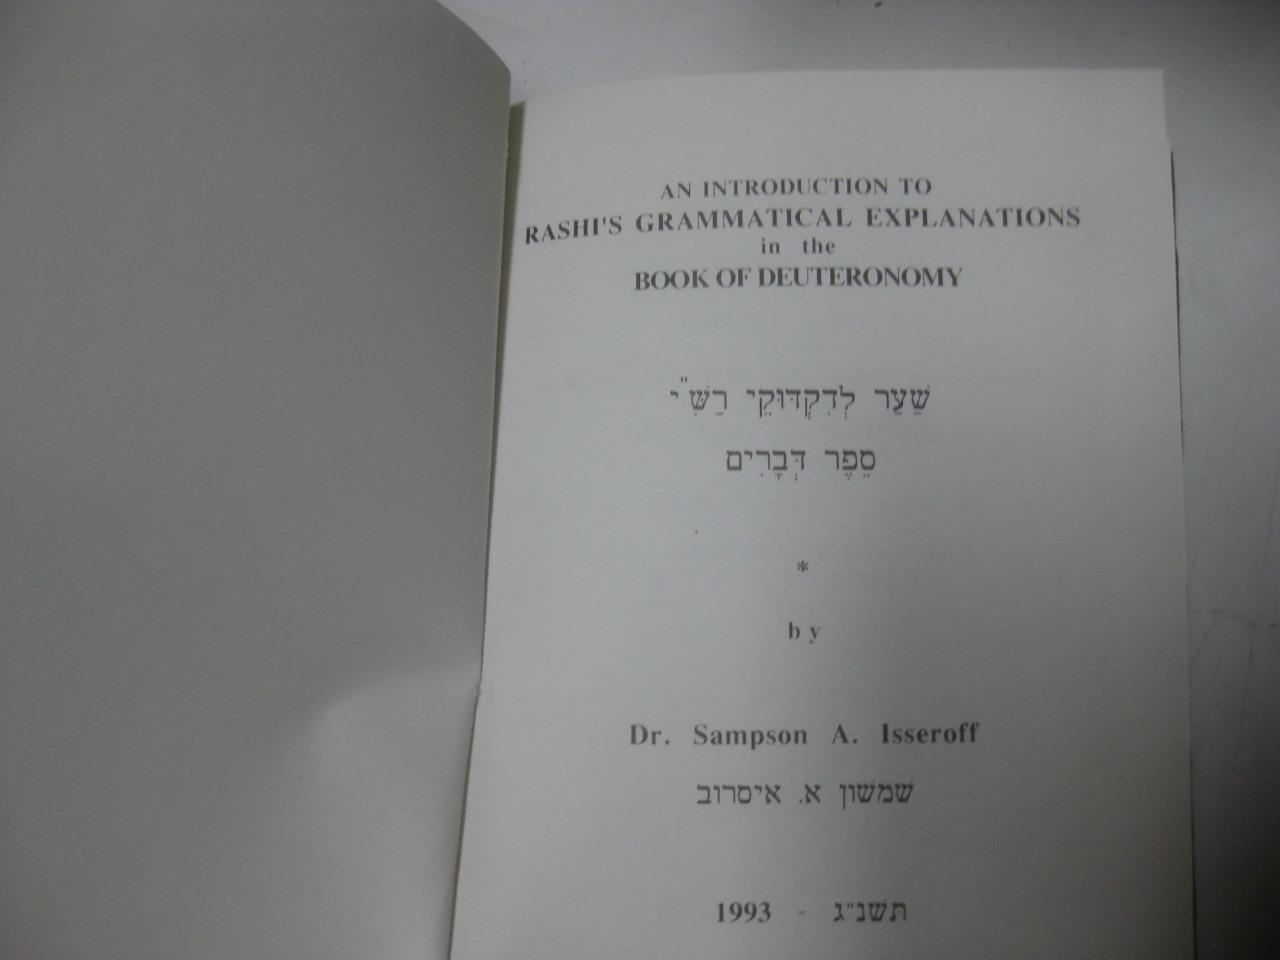 AN INTRODUCTION TO
RASHI'S GRAMMATICAL EXPLANATIONS
in the
BOOK OF DEUTERONOMY
שַׁעַר לְדִקְדּוּקֵי רַשִּׁ"י
סֵפֶר דְּבָרִים
*
by
Dr. Sampson A. Isseroff
שמשון א. איסרוב
1993 - תשנ"ג